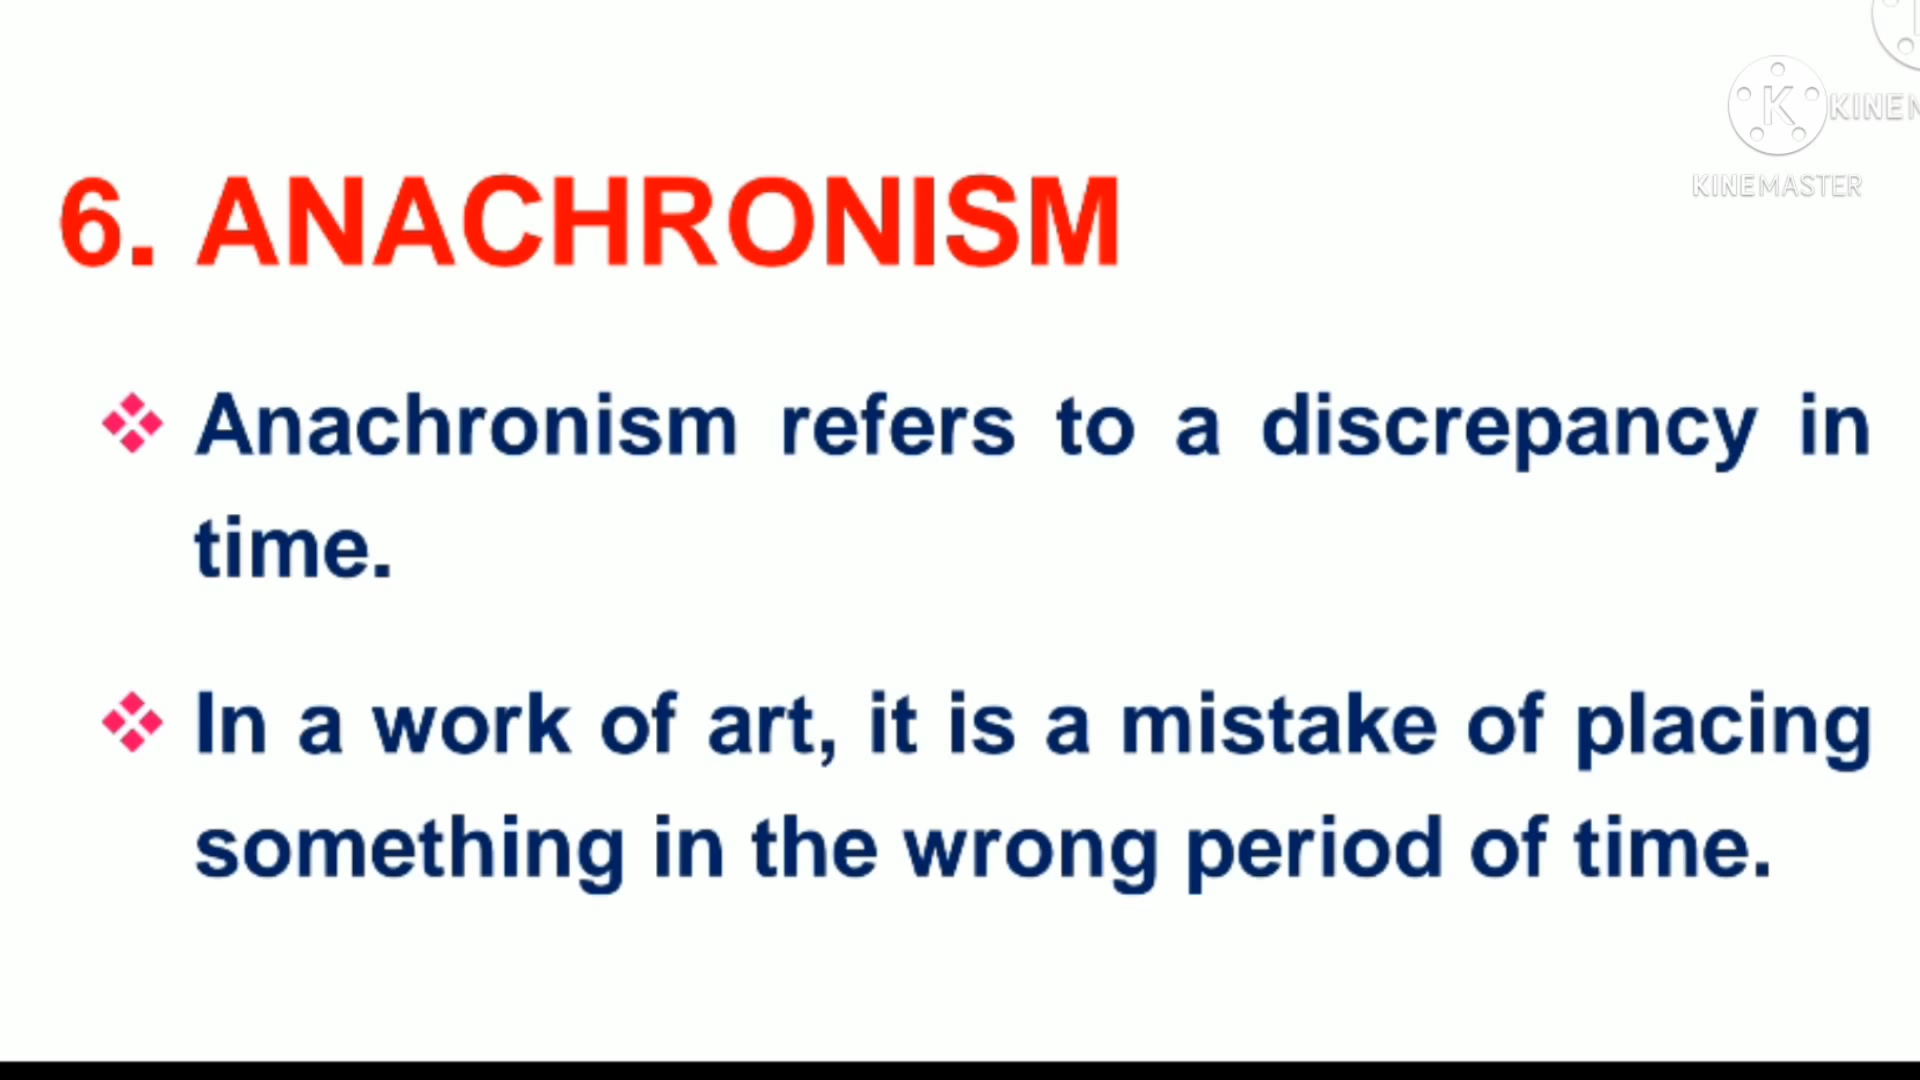 KINEMASTER
6. ANACHRONISM
❖ Anachronism refers to a discrepancy in
time.
❖ In a work of art, it is a mistake of placing
something in the wrong period of time.